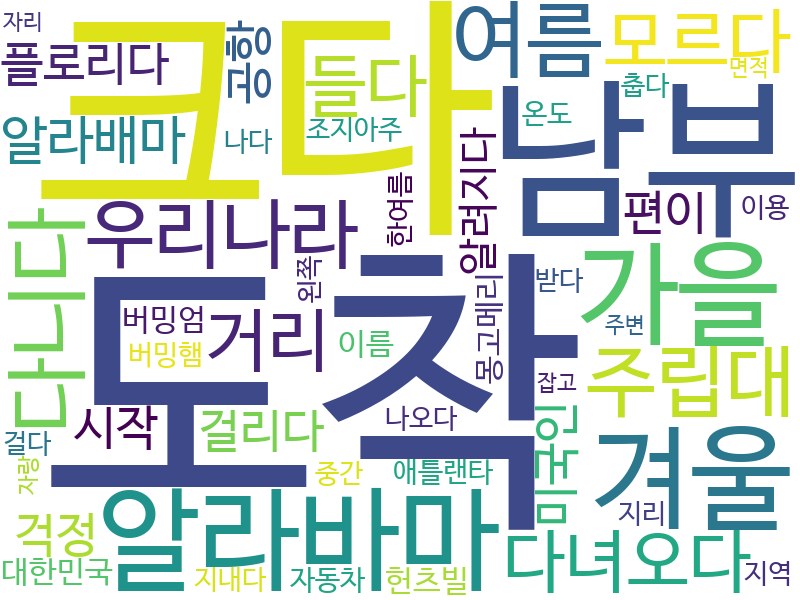 자리
크다
여름
모르다
플로리다
공항
들다
면적
춥다
남부
온도
알라배마
나다
조지아주
알려지다
한여름
편이
이용
우리나라
다니다
왼쪽
받다
가을
몽고메리
도착
버밍엄
거리
이름
주변
버밍햄
주립대
잡고
시작
걸리다
나오다
미국인
겨울
걷다
자랑
중간
애틀랜타
알라바마
지리
걱정
다녀오다
대한민국
지내다
자동차
헌츠빌
지역